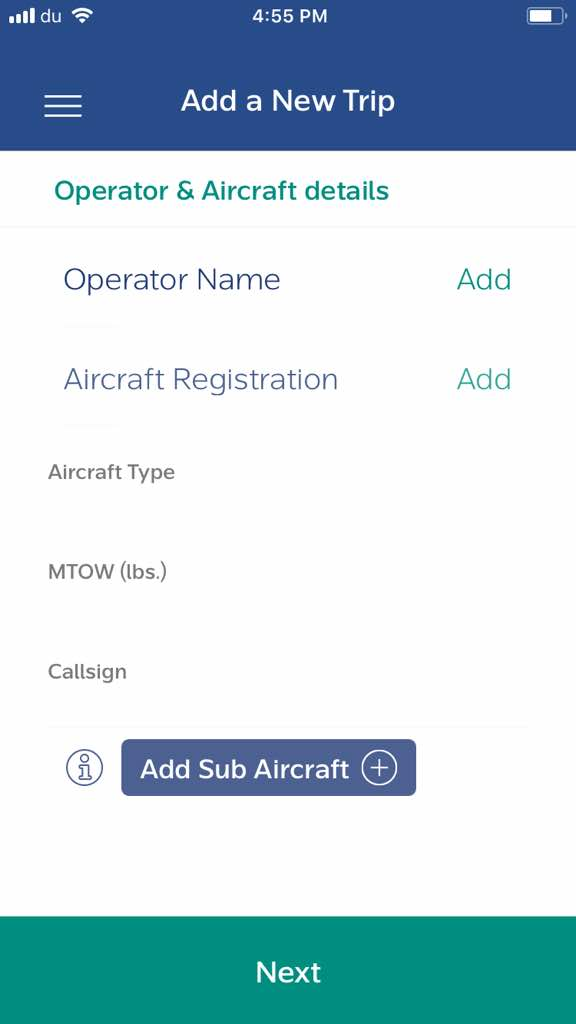 du 4:55 PM
Add a New Trip
Operator & Aircraft details
Operator Name Add
Aircraft Registration Add
Aircraft Type
MTOW (lbs.)
Callsign
Add Sub Aircraft
Next